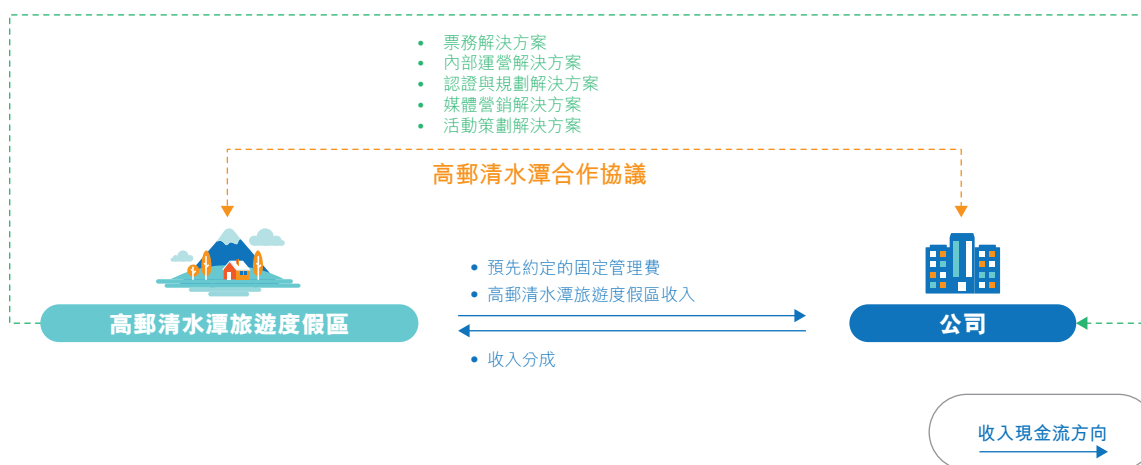 • 票務解決方案
• 內部運營解決方案
• 認證與規劃解決方案
• 媒體營銷解決方案
• 活動策劃解決方案
高郵清水潭合作協議
• 預先約定的固定管理費
• 高郵清水潭旅遊度假區收入
高郵清水潭旅遊度假區
公司
• 收入分成
收入現金流方向